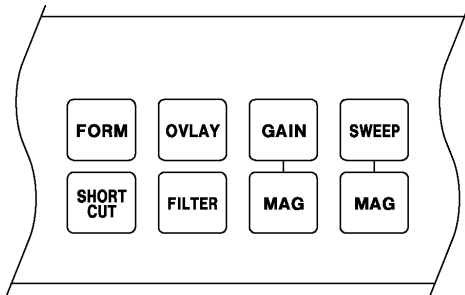 FORM
OVLAY
GAIN
SWEEP
SHORT
CUT
FILTER
MAG
MAG